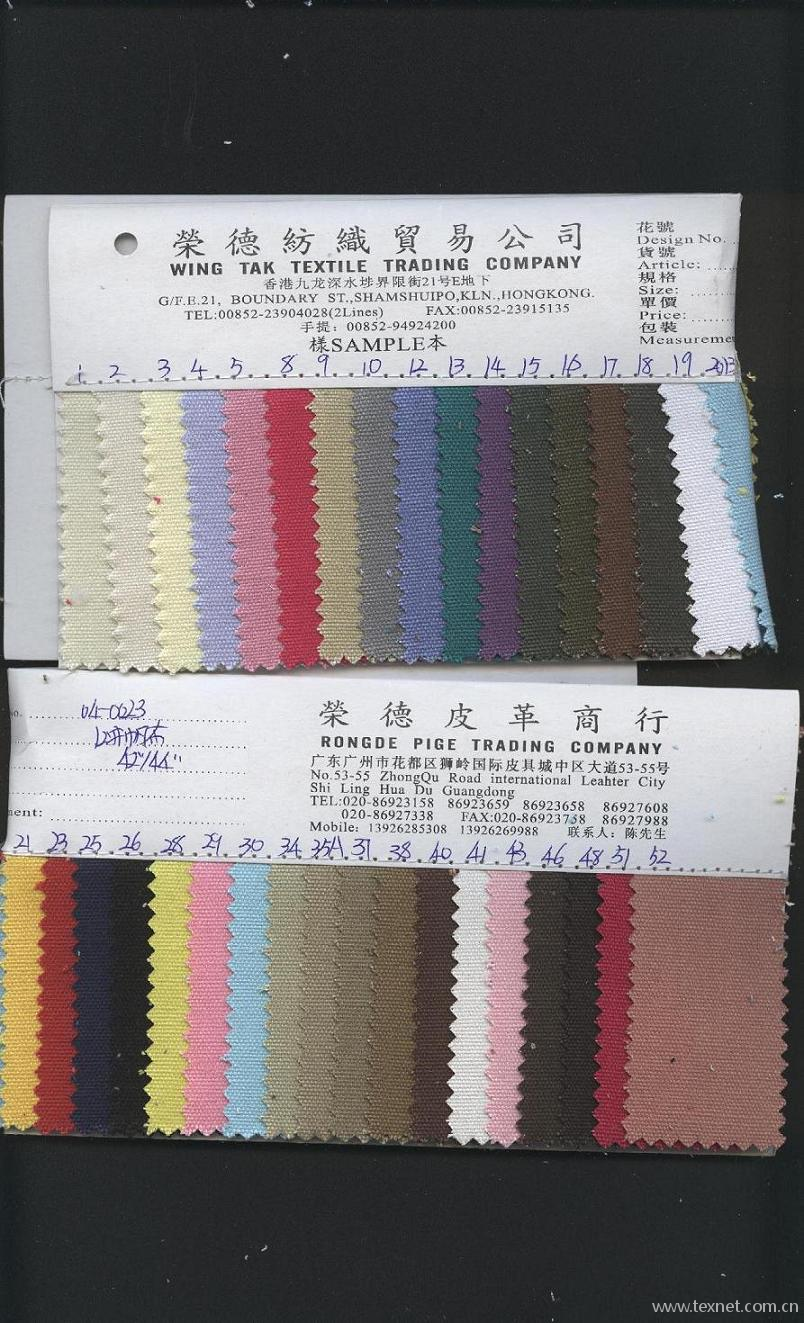 榮德紡織貿易公司
WING TAK TEXTILE TRADING COMPANY
香港九龙深水埗界限街21号E地下
G/F.E.21, BOUNDARY ST.,SHAMSHUIPO,KLN.,HONGKONG.
TEL:00852-23904028(2Lines) FAX:00852-23915135
手提：00852-94924200
樣SAMPLE本
花號
Design No.
貨號
Article:
規格
Size:
單價
Price:
包裝
Measureme
1 2 3 4 5 8 9 10 12 13 14 15 16 17 18 19 20
04-0023
42"/44"
ment:
榮德皮革商行
RONGDE PIGE TRADING COMPANY
广东广州市花都区狮岭国际皮具城中区大道53-55号
No.53-55 ZhongQu Road international Leahter City
Shi Ling Hua Du Guangdong
TEL:020-86923158 86923659 86923658 86927608
020-86927338 FAX:020-86923738 86927988
Mobile: 13926285308 13926269988 联系人：陈先生
21 23 25 26 28 29 30 34 35 37 38 40 41 43 46 48 51 52
www.texnet.com.cn